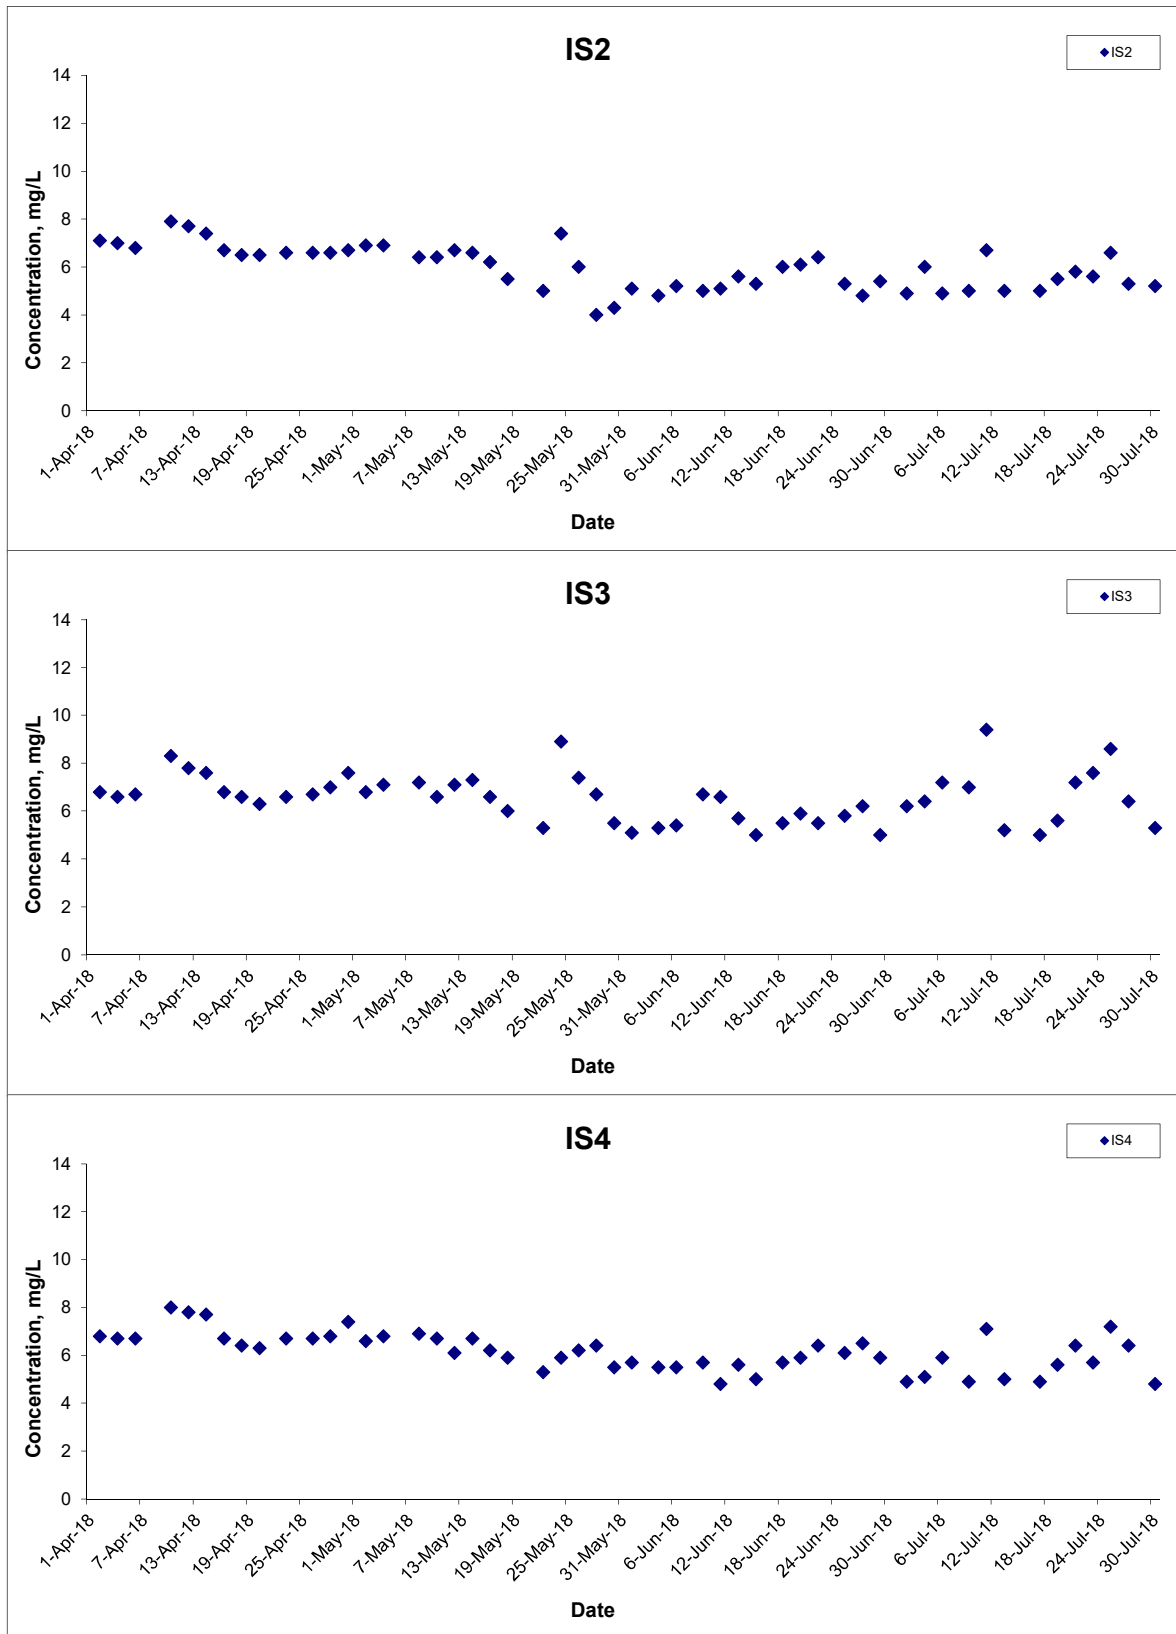 IS2
IS2
14
12
10
8
6
4
2
0
Concentration, mg/L
1-Apr-18
7-Apr-18
13-Apr-18
19-Apr-18
25-Apr-18
1-May-18
7-May-18
13-May-18
19-May-18
25-May-18
31-May-18
6-Jun-18
12-Jun-18
18-Jun-18
24-Jun-18
30-Jun-18
6-Jul-18
12-Jul-18
18-Jul-18
24-Jul-18
30-Jul-18
Date
IS3
IS3
14
12
10
8
6
4
2
0
Concentration, mg/L
1-Apr-18
7-Apr-18
13-Apr-18
19-Apr-18
25-Apr-18
1-May-18
7-May-18
13-May-18
19-May-18
25-May-18
31-May-18
6-Jun-18
12-Jun-18
18-Jun-18
24-Jun-18
30-Jun-18
6-Jul-18
12-Jul-18
18-Jul-18
24-Jul-18
30-Jul-18
Date
IS4
IS4
14
12
10
8
6
4
2
0
Concentration, mg/L
1-Apr-18
7-Apr-18
13-Apr-18
19-Apr-18
25-Apr-18
1-May-18
7-May-18
13-May-18
19-May-18
25-May-18
31-May-18
6-Jun-18
12-Jun-18
18-Jun-18
24-Jun-18
30-Jun-18
6-Jul-18
12-Jul-18
18-Jul-18
24-Jul-18
30-Jul-18
Date